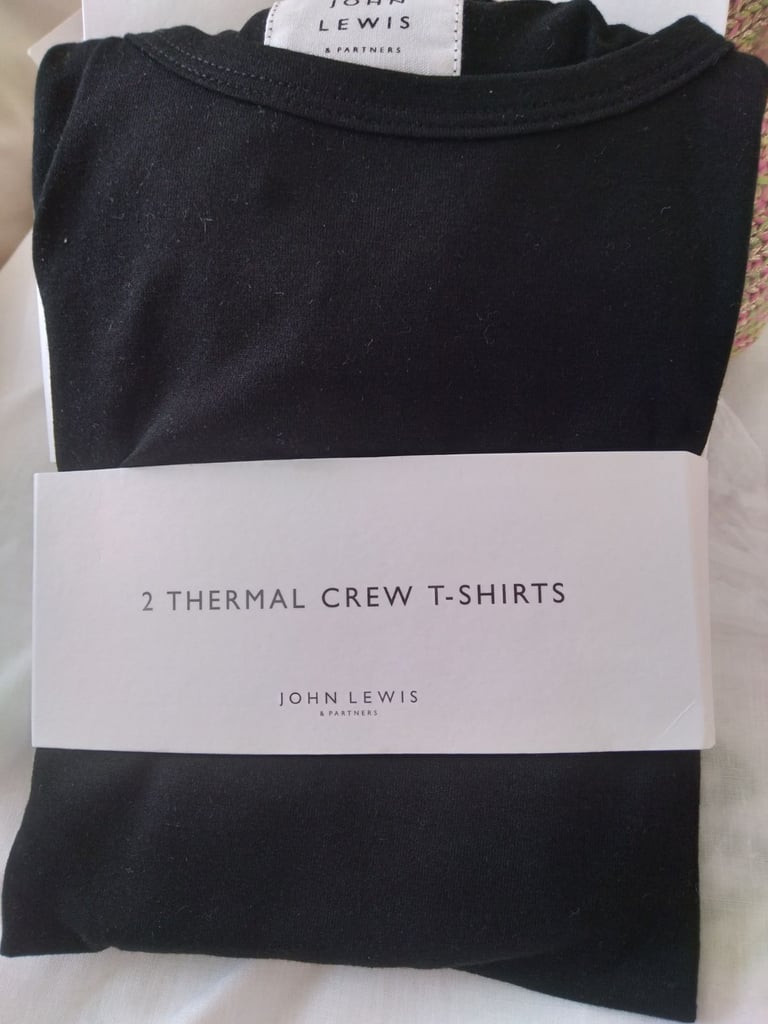 JOHN
LEWIS
& PARTNERS
2 THERMAL CREW T-SHIRTS
JOHN LEWIS
& PARTNERS